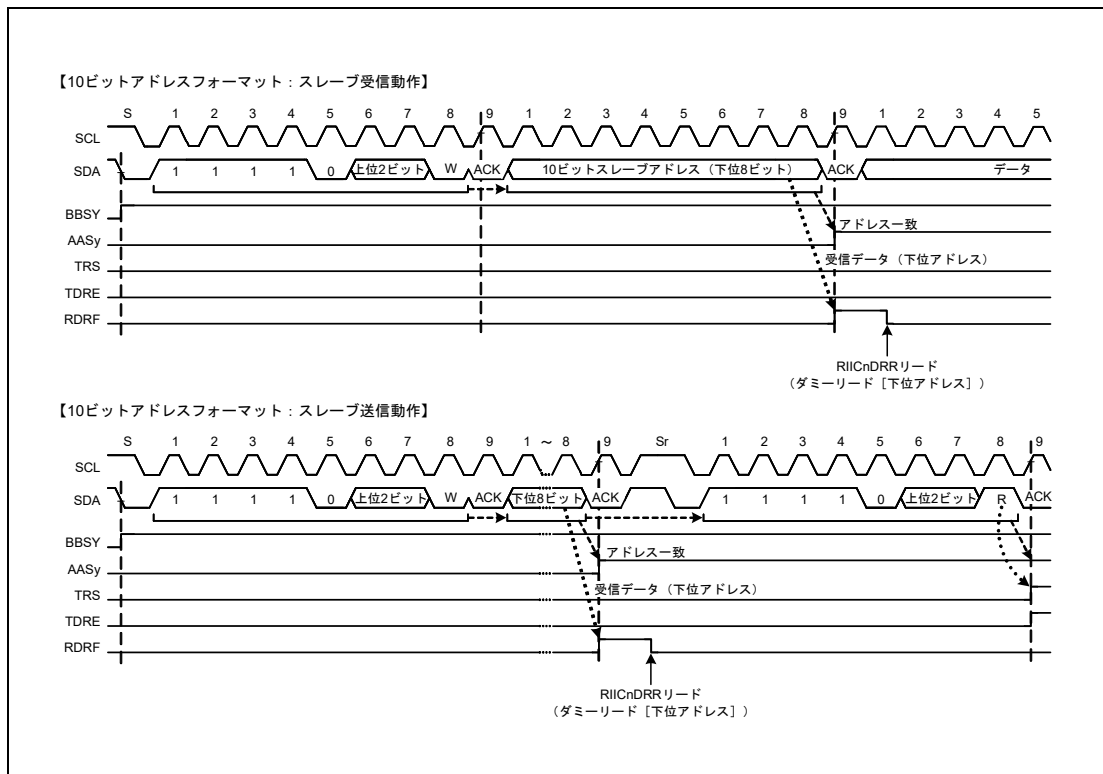 【10ビットアドレスフォーマット：スレーブ受信動作】
S 1 2 3 4 5 6 7 8 9 1 2 3 4 5 6 7 8 9 1 2 3 4 5
SCL
SDA 1 1 1 1 0 上位2ビット W ACK 10ビットスレーブアドレス（下位8ビット） ACK データ
BBSY
アドレス一致
AASy
受信データ（下位アドレス）
TRS
TDRE
RDRF
RIICnDRRリード
（ダミーリード［下位アドレス］）
【10ビットアドレスフォーマット：スレーブ送信動作】
S 1 2 3 4 5 6 7 8 9 1 ～ 8 9 Sr 1 2 3 4 5 6 7 8 9
SCL
SDA 1 1 1 1 0 上位2ビット W ACK 下位8ビット ACK 1 1 1 1 0 上位2ビット R ACK
BBSY
アドレス一致
AASy
受信データ（下位アドレス）
TRS
TDRE
RDRF
RIICnDRRリード
（ダミーリード［下位アドレス］）